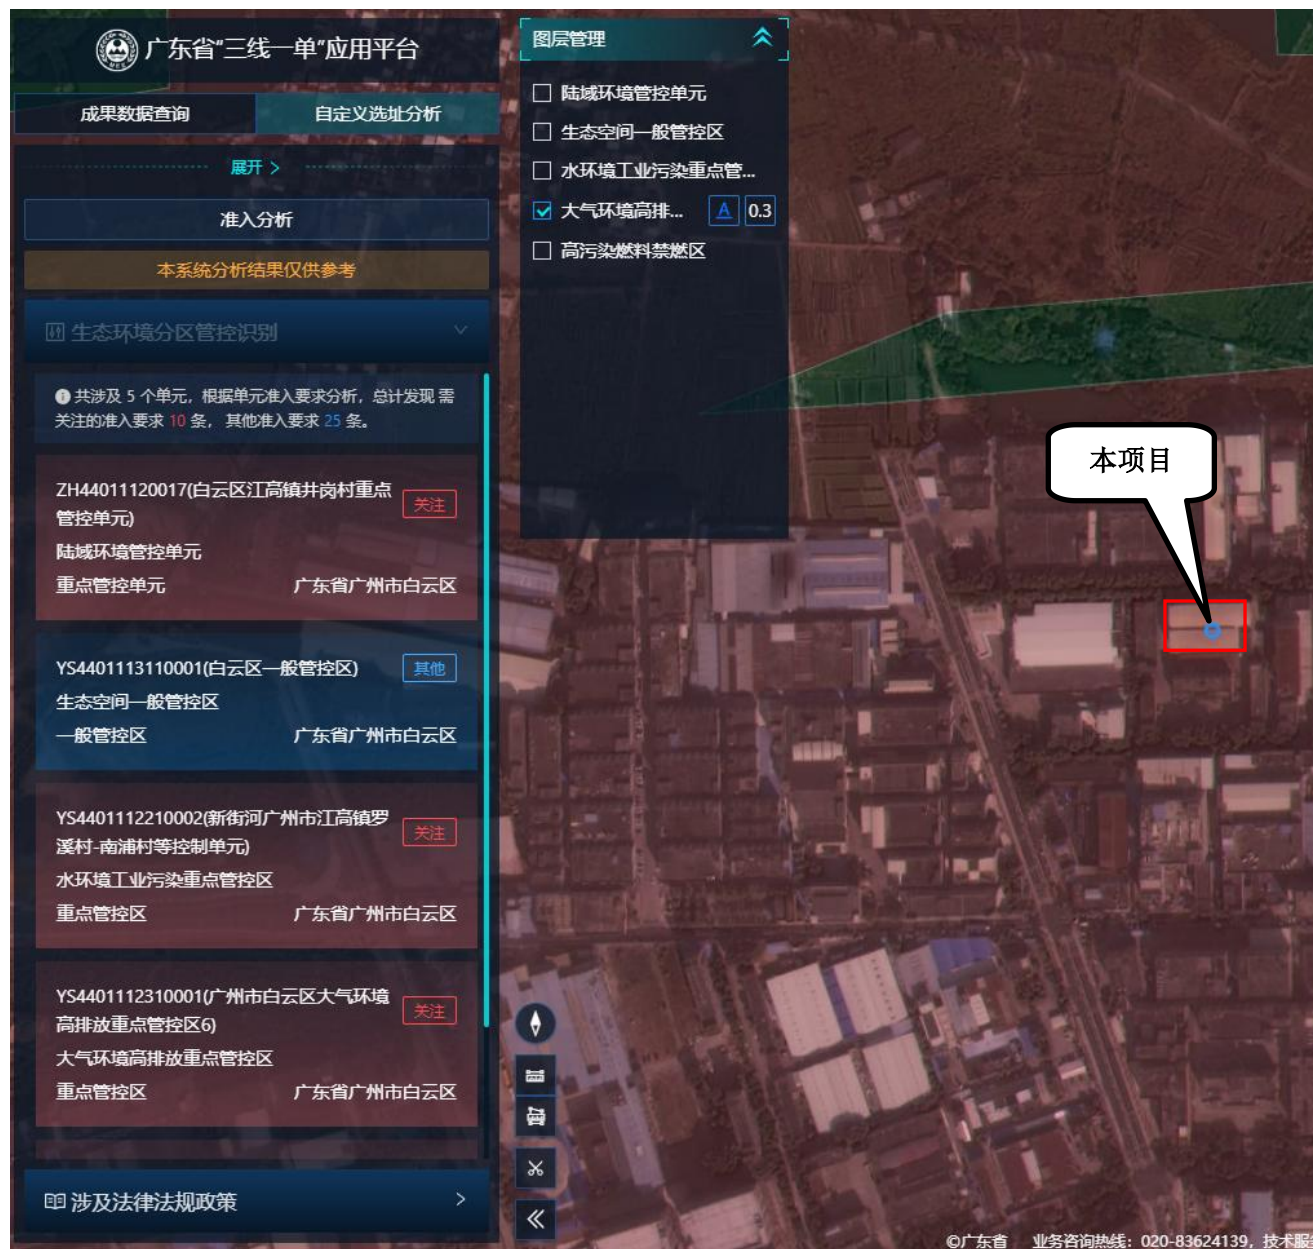 广东省“三线一单”应用平台
成果数据查询
自定义选址分析
展开 >
准入分析
本系统分析结果仅供参考
生态环境分区管控识别
共涉及 5 个单元，根据单元准入要求分析，总计发现 需
关注的准入要求 10 条， 其他准入要求 25 条。
ZH44011120017(白云区江高镇井岗村重点
管控单元)
关注
陆域环境管控单元
重点管控单元
广东省广州市白云区
YS4401113110001(白云区一般管控区)
其他
生态空间一般管控区
一般管控区
广东省广州市白云区
YS4401112210002(新街河广州市江高镇罗
溪村-南浦村等控制单元)
关注
水环境工业污染重点管控区
重点管控区
广东省广州市白云区
YS4401112310001(广州市白云区大气环境
高排放重点管控区6)
关注
大气环境高排放重点管控区
重点管控区
广东省广州市白云区
涉及法律法规政策
图层管理
陆域环境管控单元
生态空间一般管控区
水环境工业污染重点管...
大气环境高排...
A
0.3
高污染燃料禁燃区
本项目
©广东省 业务咨询热线：020-83624139，技术服